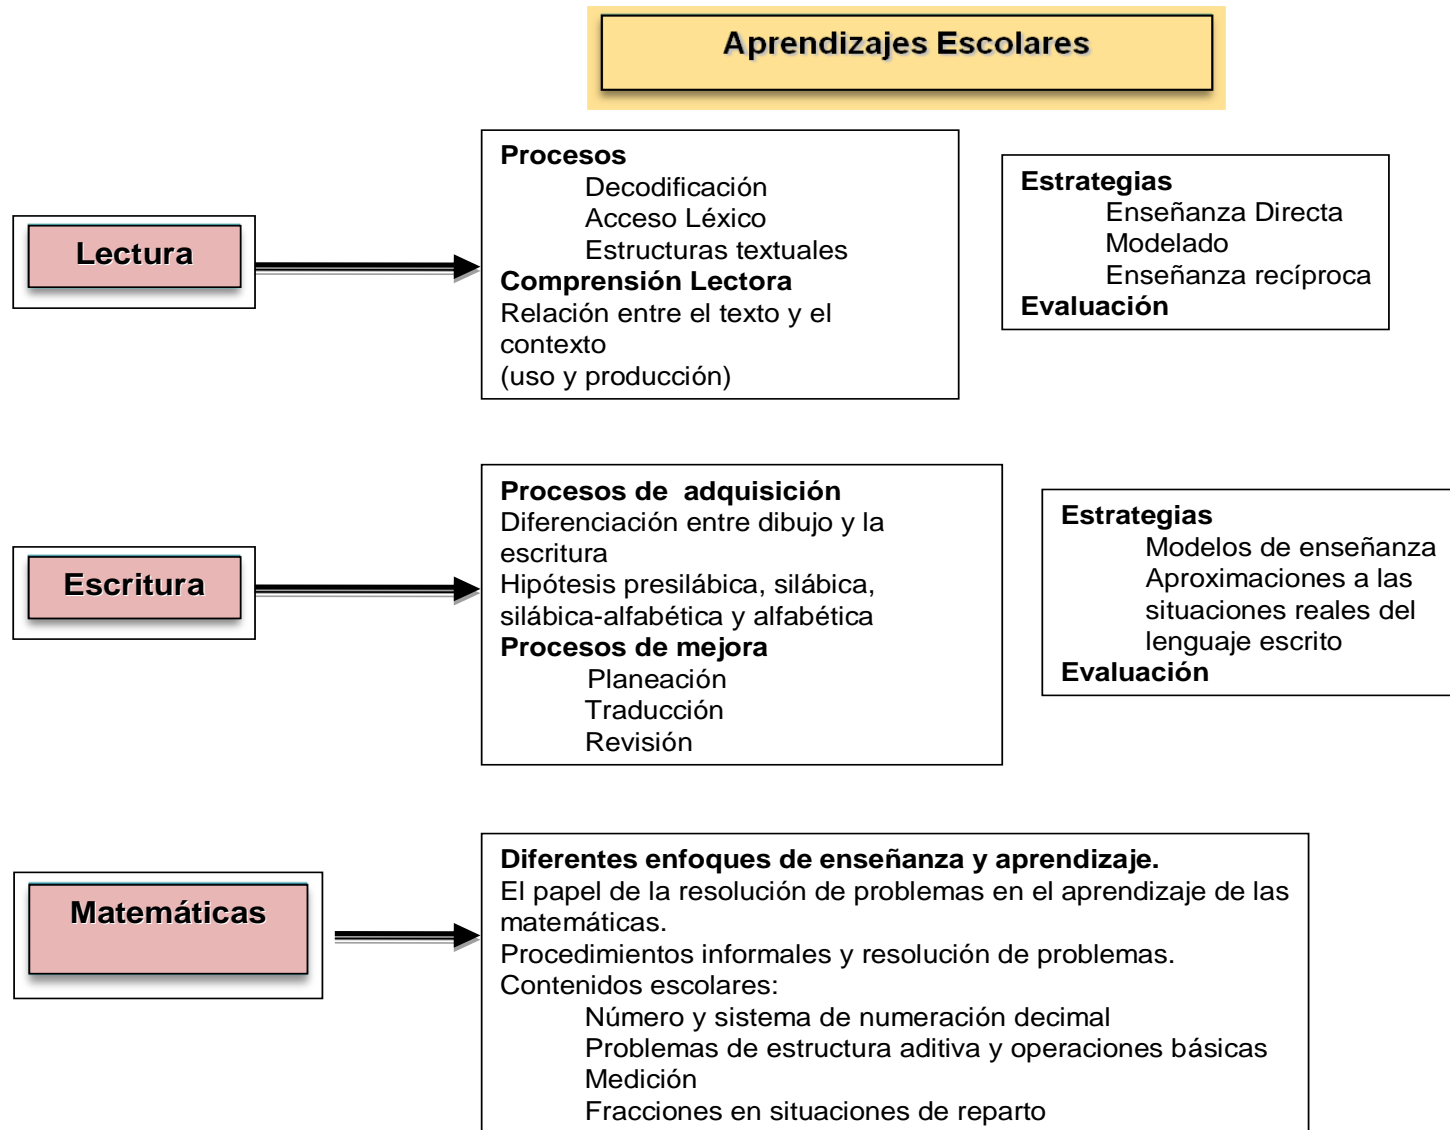 Aprendizajes Escolares
Lectura
Procesos
Decodificación
Acceso Léxico
Estructuras textuales
Comprensión Lectora
Relación entre el texto y el
contexto
(uso y producción)
Estrategias
Enseñanza Directa
Modelado
Enseñanza recíproca
Evaluación
Escritura
Procesos de  adquisición
Diferenciación entre dibujo y la
escritura
Hipótesis presilábica, silábica,
silábica-alfabética y alfabética
Procesos de mejora
Planeación
Traducción
Revisión
Estrategias
Modelos de enseñanza
Aproximaciones a las
situaciones reales del
lenguaje escrito
Evaluación
Matemáticas
Diferentes enfoques de enseñanza y aprendizaje.
El papel de la resolución de problemas en el aprendizaje de las
matemáticas.
Procedimientos informales y resolución de problemas.
Contenidos escolares:
Número y sistema de numeración decimal
Problemas de estructura aditiva y operaciones básicas
Medición
Fracciones en situaciones de reparto